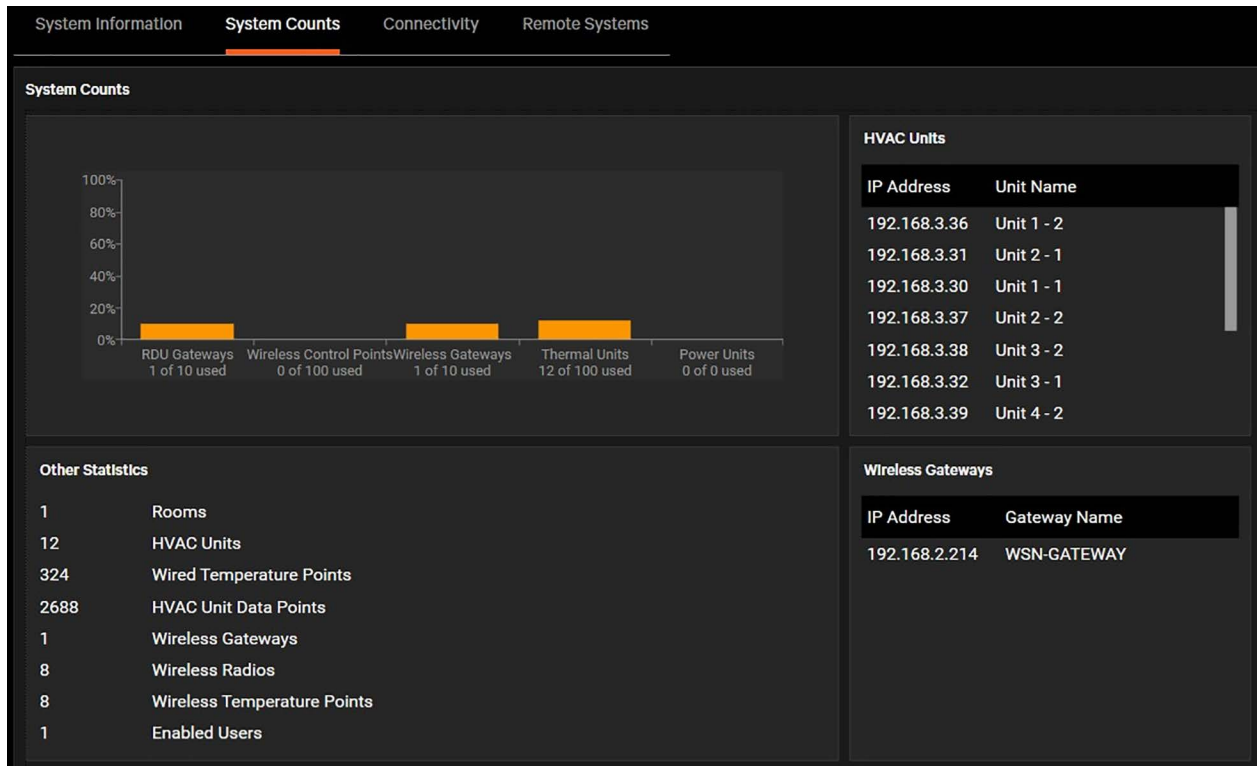 System Information System Counts Connectivity Remote Systems
System Counts
100%
80%
60%
40%
20%
0%
RDU Gateways Wireless Control Points Wireless Gateways Thermal Units Power Units
1 of 10 used 0 of 100 used 1 of 10 used 12 of 100 used 0 of 0 used
HVAC Units
IP Address Unit Name
192.168.3.36 Unit 1 - 2
192.168.3.31 Unit 2 - 1
192.168.3.30 Unit 1 - 1
192.168.3.37 Unit 2 - 2
192.168.3.38 Unit 3 - 2
192.168.3.32 Unit 3 - 1
192.168.3.39 Unit 4 - 2
Other Statistics
1 Rooms
12 HVAC Units
324 Wired Temperature Points
2688 HVAC Unit Data Points
1 Wireless Gateways
8 Wireless Radios
8 Wireless Temperature Points
1 Enabled Users
Wireless Gateways
IP Address Gateway Name
192.168.2.214 WSN-GATEWAY